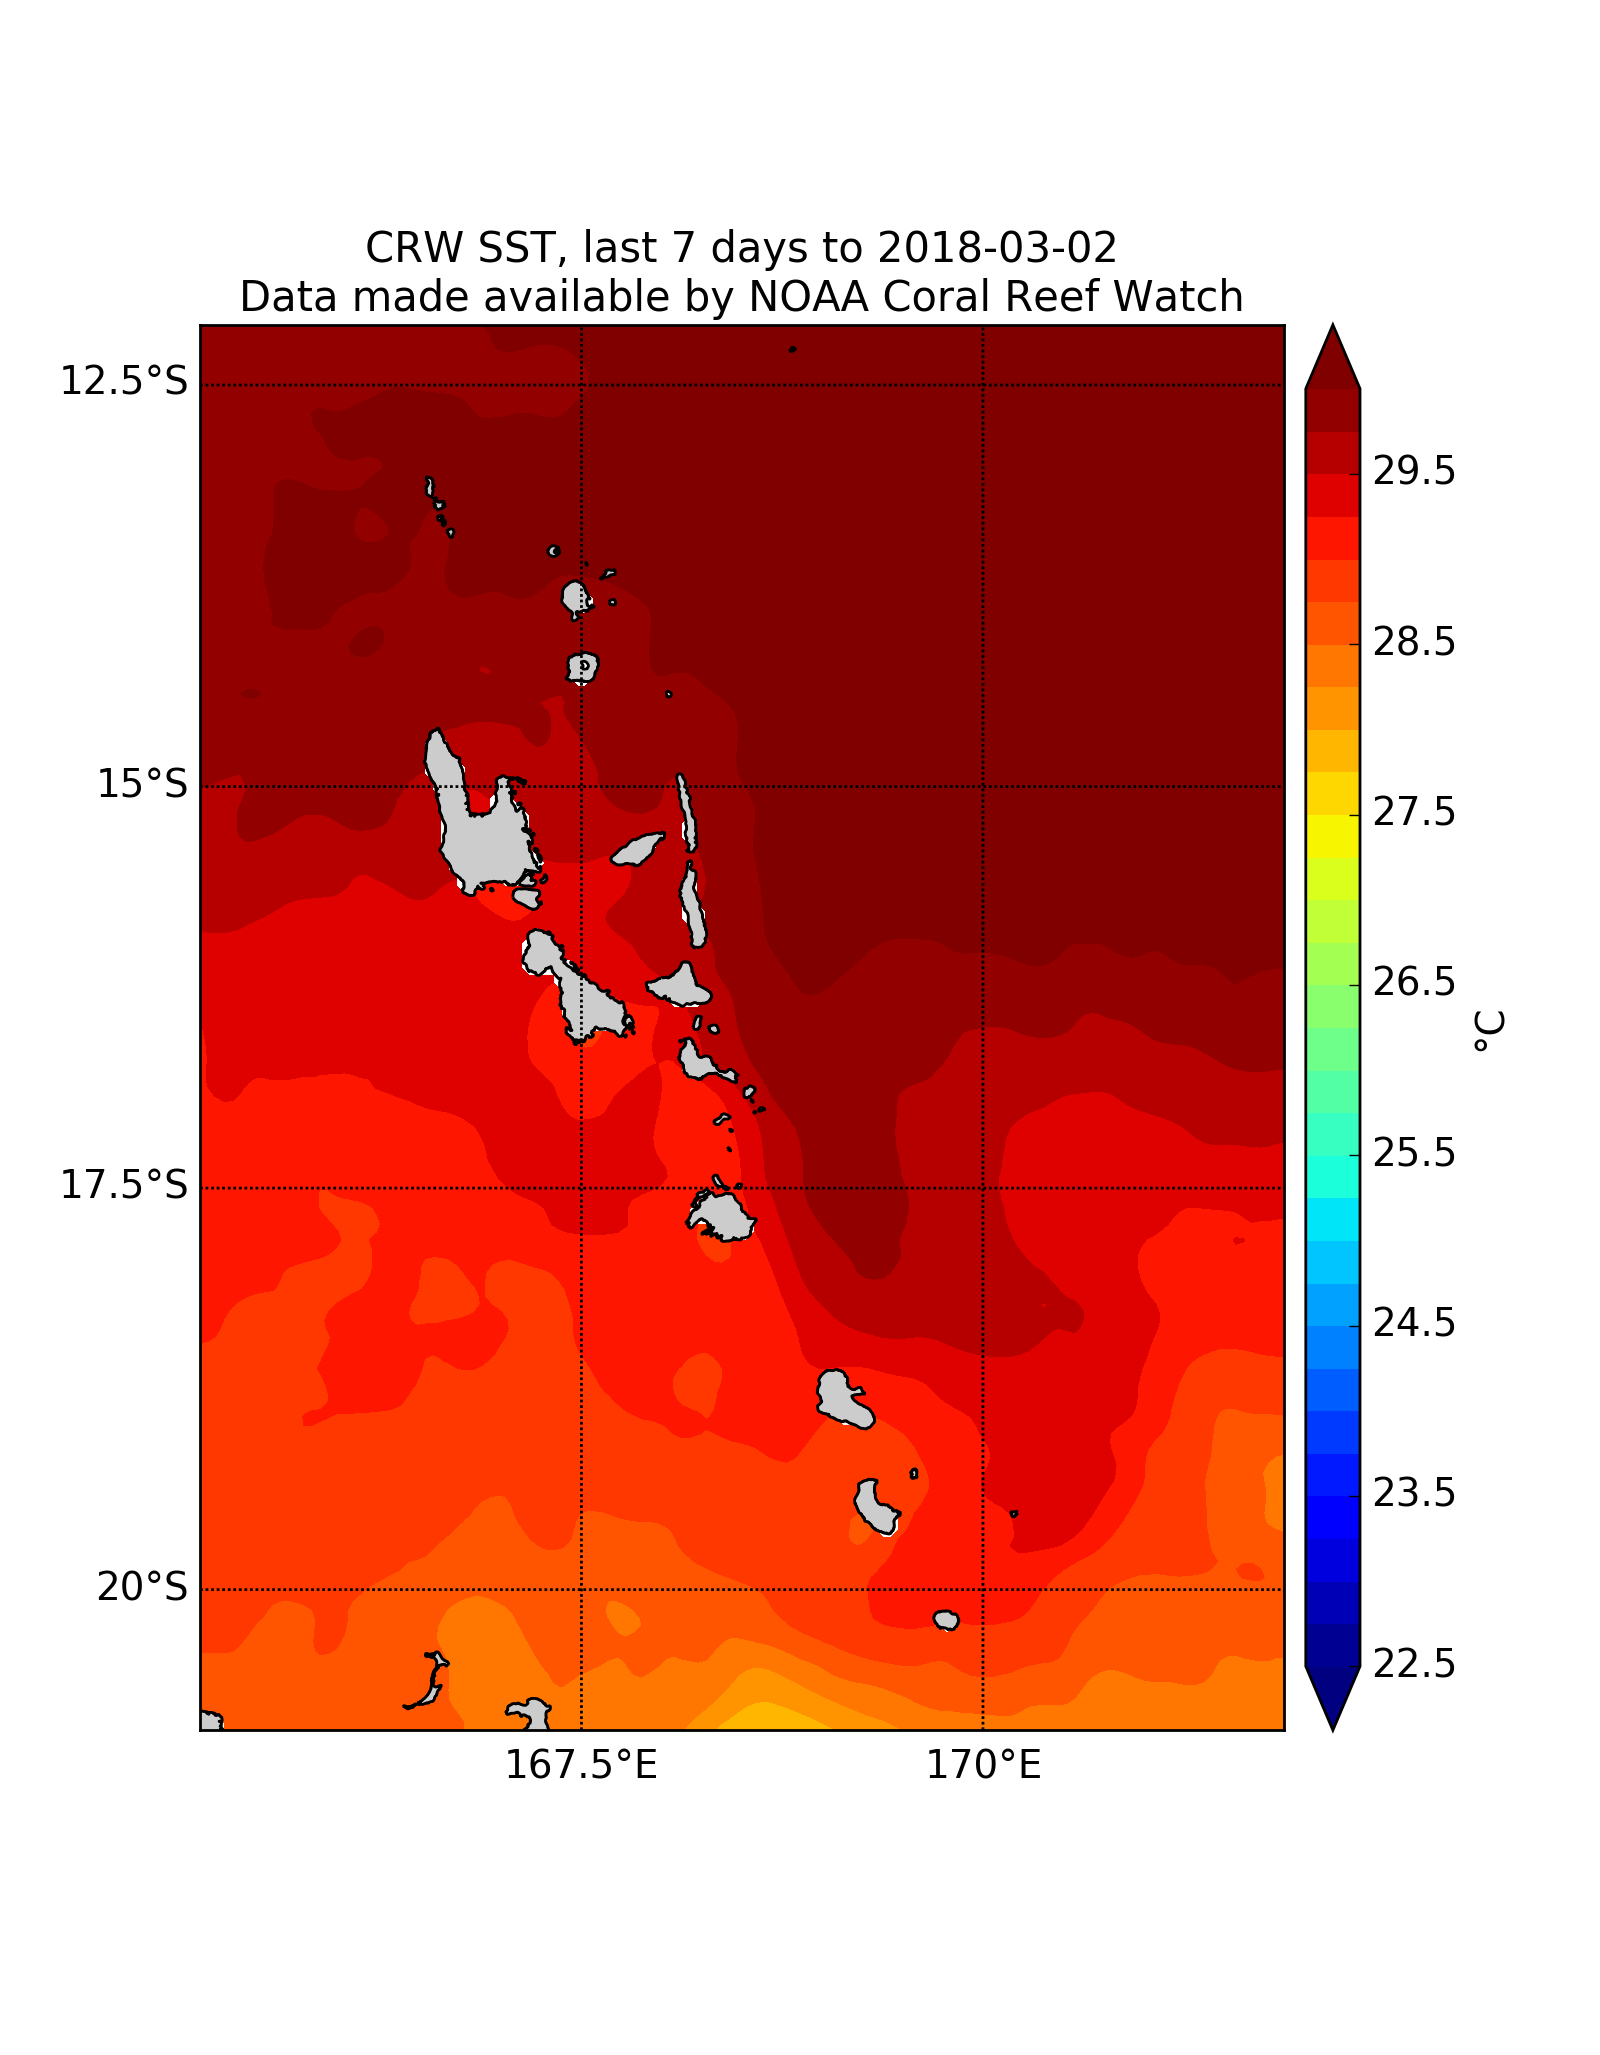 CRW SST, last 7 days to 2018-03-02
Data made available by NOAA Coral Reef Watch
12.5°S
15°S
17.5°S
20°S
167.5°E
170°E
29.5
28.5
27.5
26.5
25.5
24.5
23.5
22.5
°C